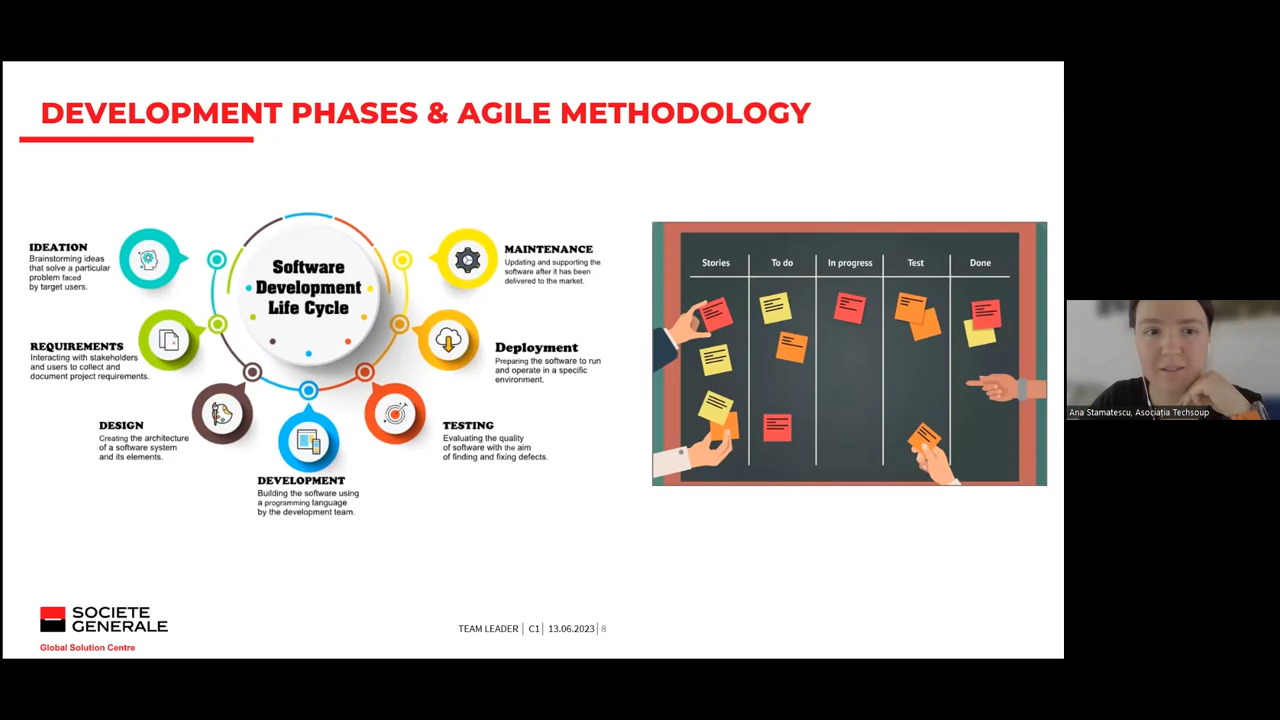 DEVELOPMENT PHASES & AGILE METHODOLOGY
Software
Development
Life Cycle
IDEATION
Brainstorming ideas
that solve a particular
problem faced
by target users.
REQUIREMENTS
Interacting with stakeholders
and users to collect and
document project requirements.
DESIGN
Creating the architecture
of a software system
and its elements.
DEVELOPMENT
Building the software using
a programming language
by the development team.
TESTING
Evaluating the quality
of software with the aim
of finding and fixing defects.
Deployment
Preparing the software to run
and operate in a specific
environment.
MAINTENANCE
Updating and supporting the
software after it has been
delivered to the market.
Stories To do In progress Test Done
Ana Stamatescu, Asociația Techsoup
SOCIETE
GENERALE
Global Solution Centre
TEAM LEADER | C1 | 13.06.2023 | 8